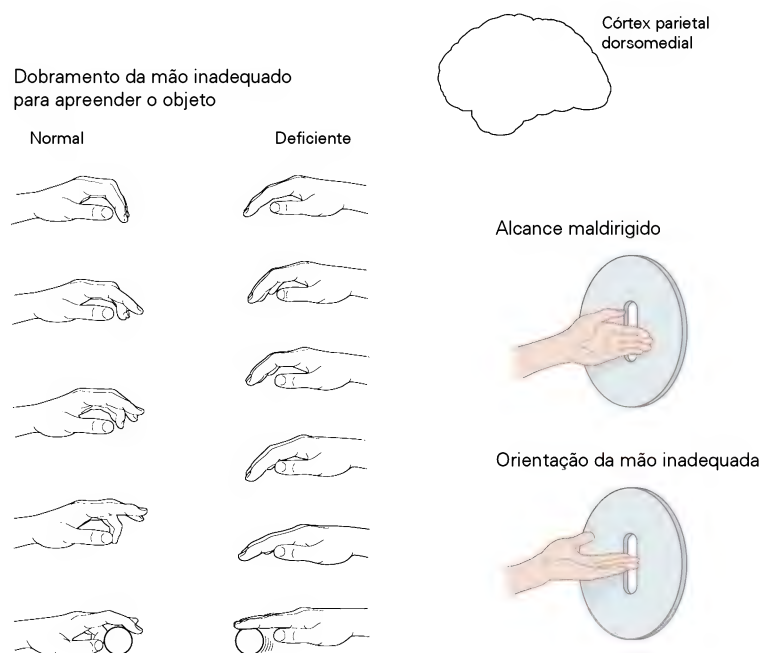 Dobramento da mão inadequado
para apreender o objeto
Normal
Deficiente
Córtex parietal
dorsomedial
Alcance maldirigido
Orientação da mão inadequada